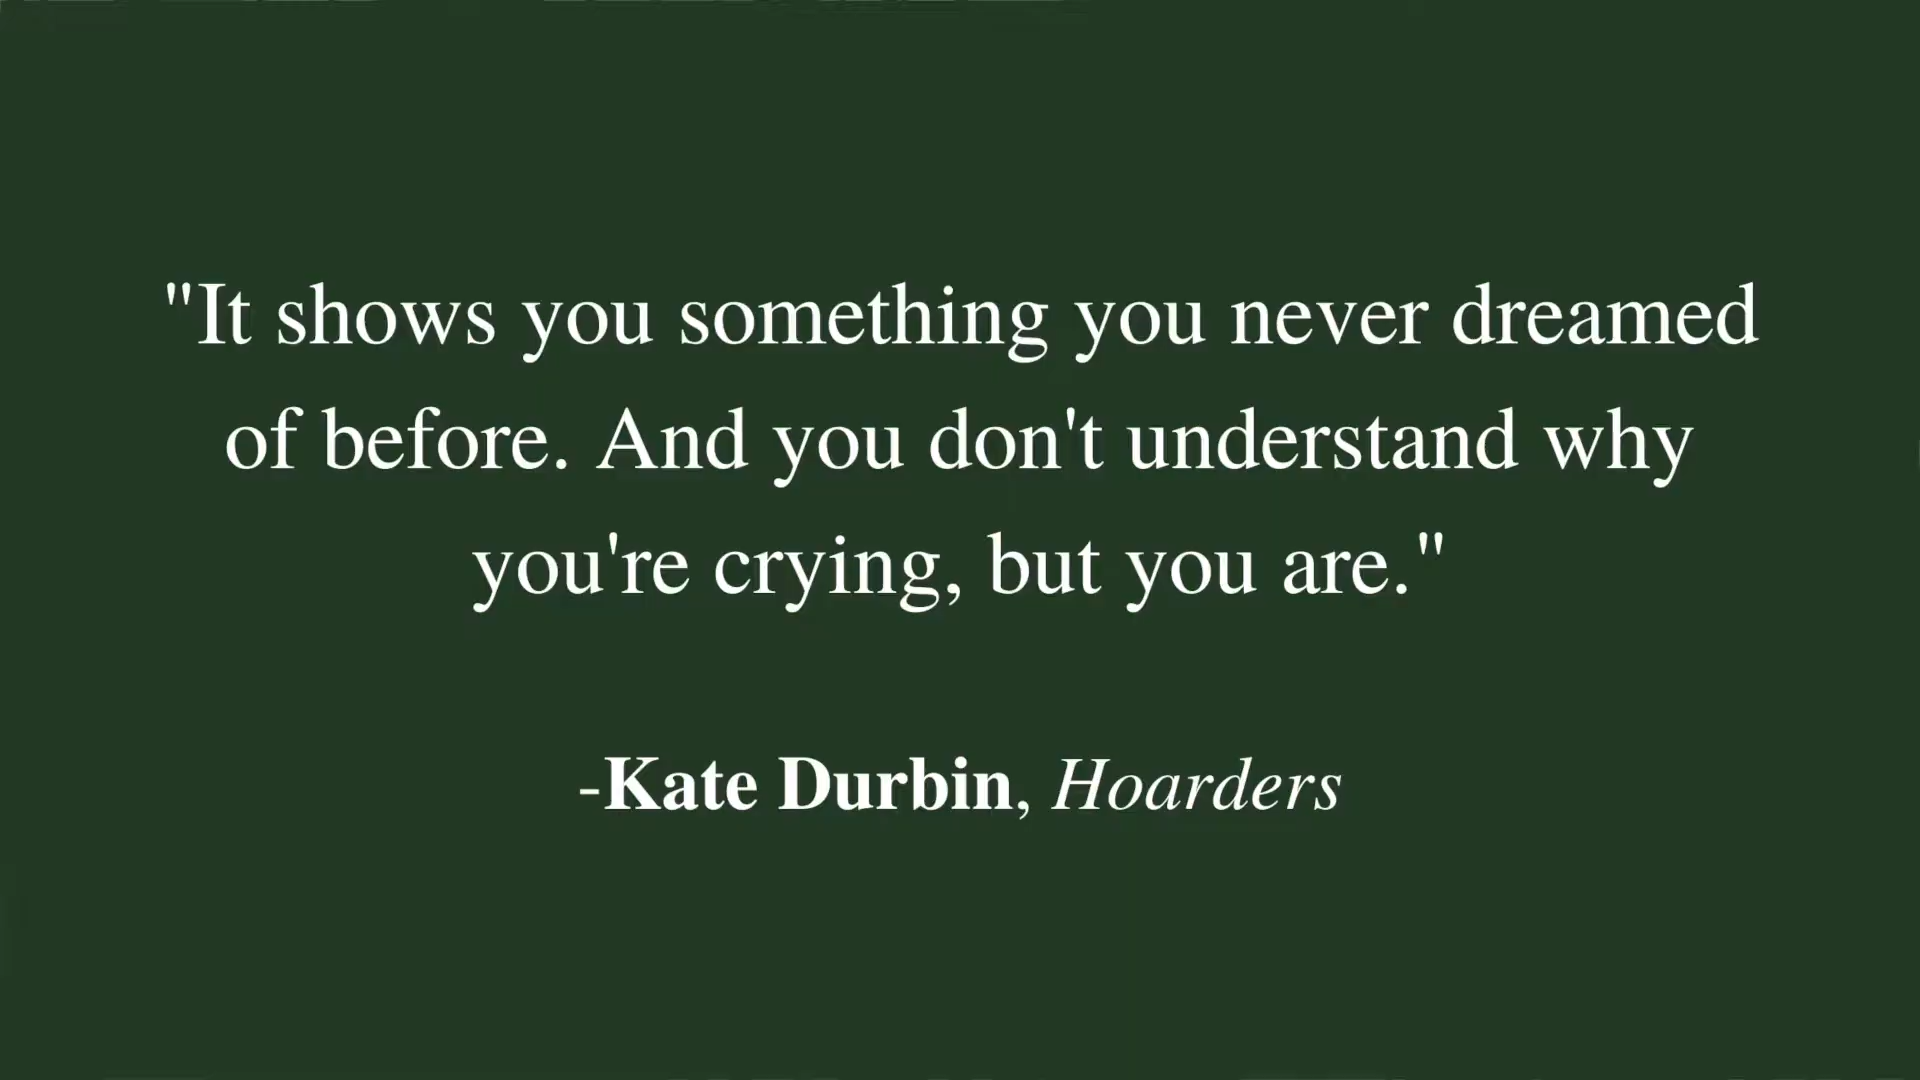 "It shows you something you never dreamed
of before. And you don't understand why
you're crying, but you are."
-Kate Durbin, Hoarders